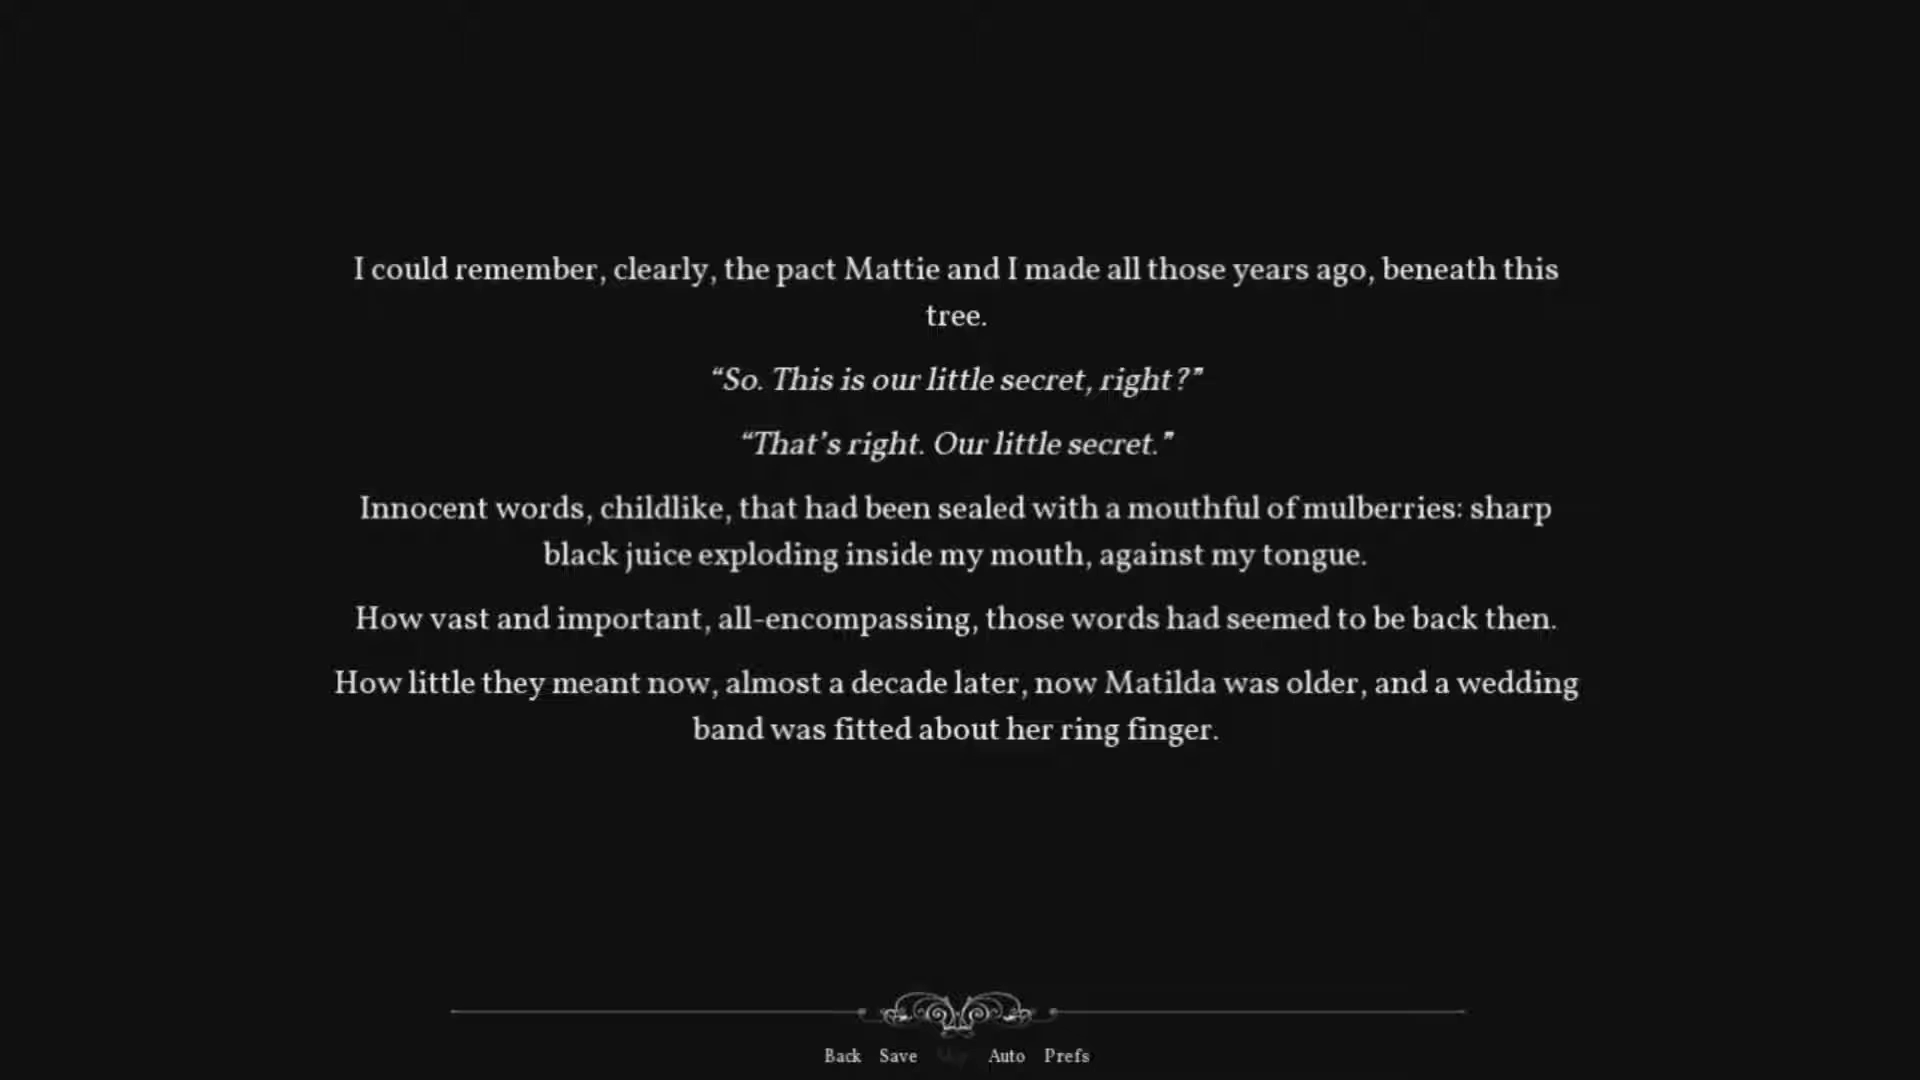 I could remember, clearly, the pact Mattie and I made all those years ago, beneath this
tree.
“So. This is our little secret, right?”
“That’s right. Our little secret.”
Innocent words, childlike, that had been sealed with a mouthful of mulberries: sharp
black juice exploding inside my mouth, against my tongue.
How vast and important, all-encompassing, those words had seemed to be back then.
How little they meant now, almost a decade later, now Matilda was older, and a wedding
band was fitted about her ring finger.
Back Save Auto Prefs